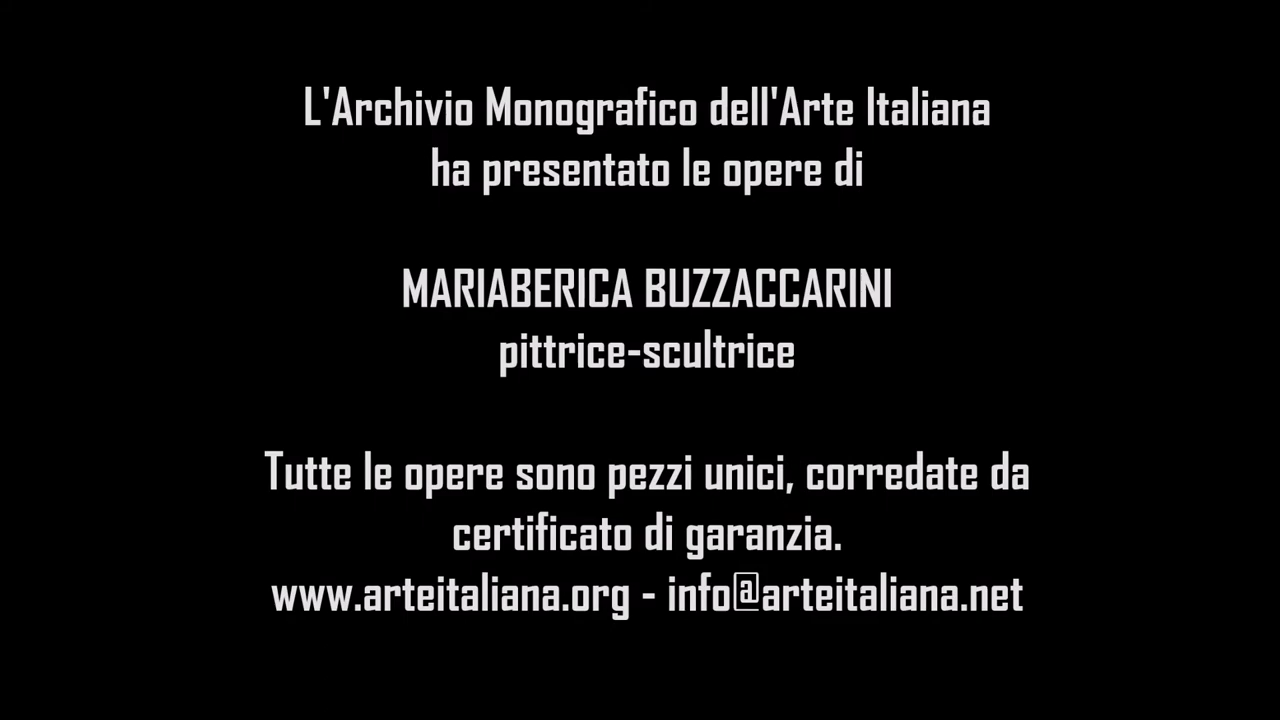 L'Archivio Monografico dell'Arte Italiana
ha presentato le opere di
MARIABERICA BUZZACCARINI
pittrice-scultrice
Tutte le opere sono pezzi unici, corredate da
certificato di garanzia.
www.arteitaliana.org - info@arteitaliana.net